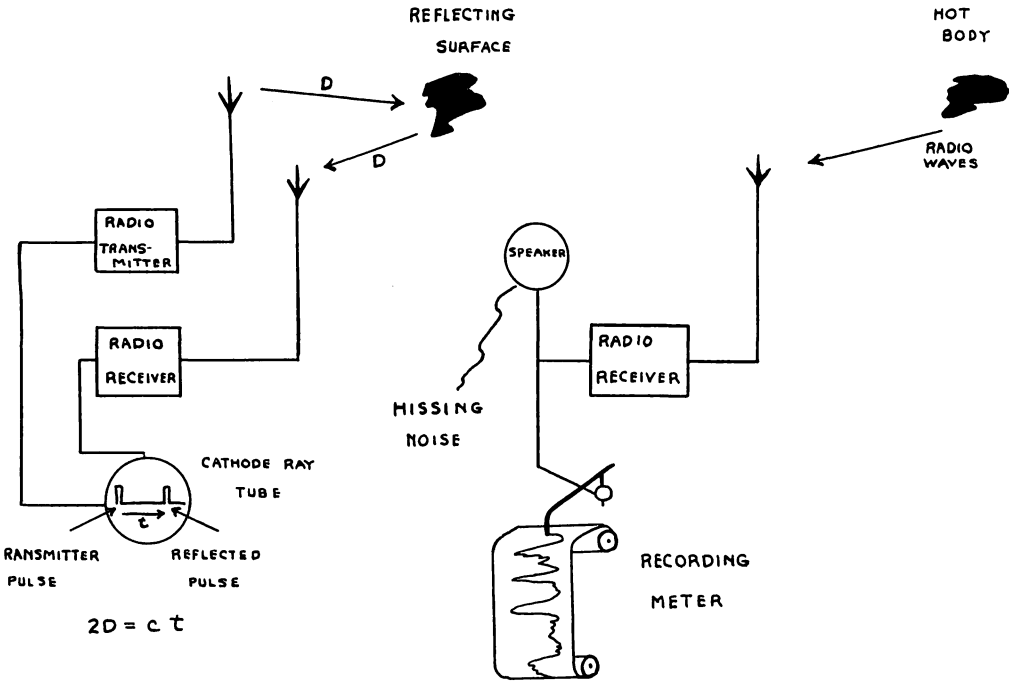 REFLECTING
SURFACE
D
D
RADIO
TRANS-
MITTER
RADIO
RECEIVER
CATHODE RAY
TUBE
t
RANSMITTER
PULSE
REFLECTED
PULSE
2D = c t
HOT
BODY
RADIO
WAVES
SPEAKER
RADIO
RECEIVER
HISSING
NOISE
RECORDING
METER